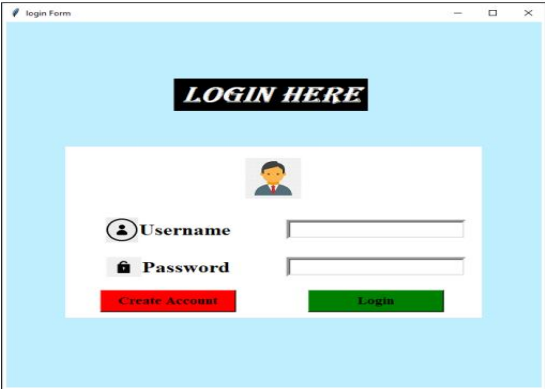 login Form
LOGIN HERE
Username
Password
Create Account Login